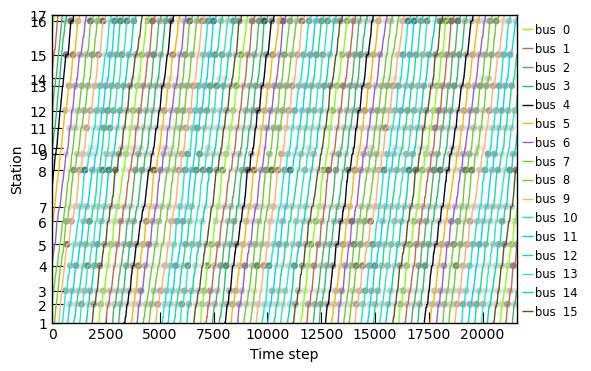 17
16
15
14
13
12
11
10
9
8
7
6
5
4
3
2
1
Station
0 2500 5000 7500 10000 12500 15000 17500 20000
Time step
bus 0
bus 1
bus 2
bus 3
bus 4
bus 5
bus 6
bus 7
bus 8
bus 9
bus 10
bus 11
bus 12
bus 13
bus 14
bus 15